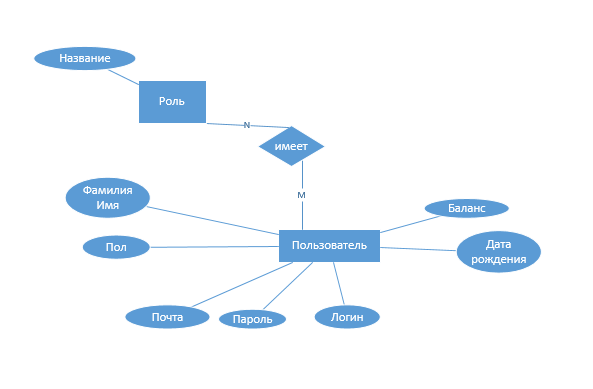 Название
Роль
N
имеет
M
Фамилия
Имя
Баланс
Пол
Пользователь
Дата
рождения
Почта
Пароль
Логин